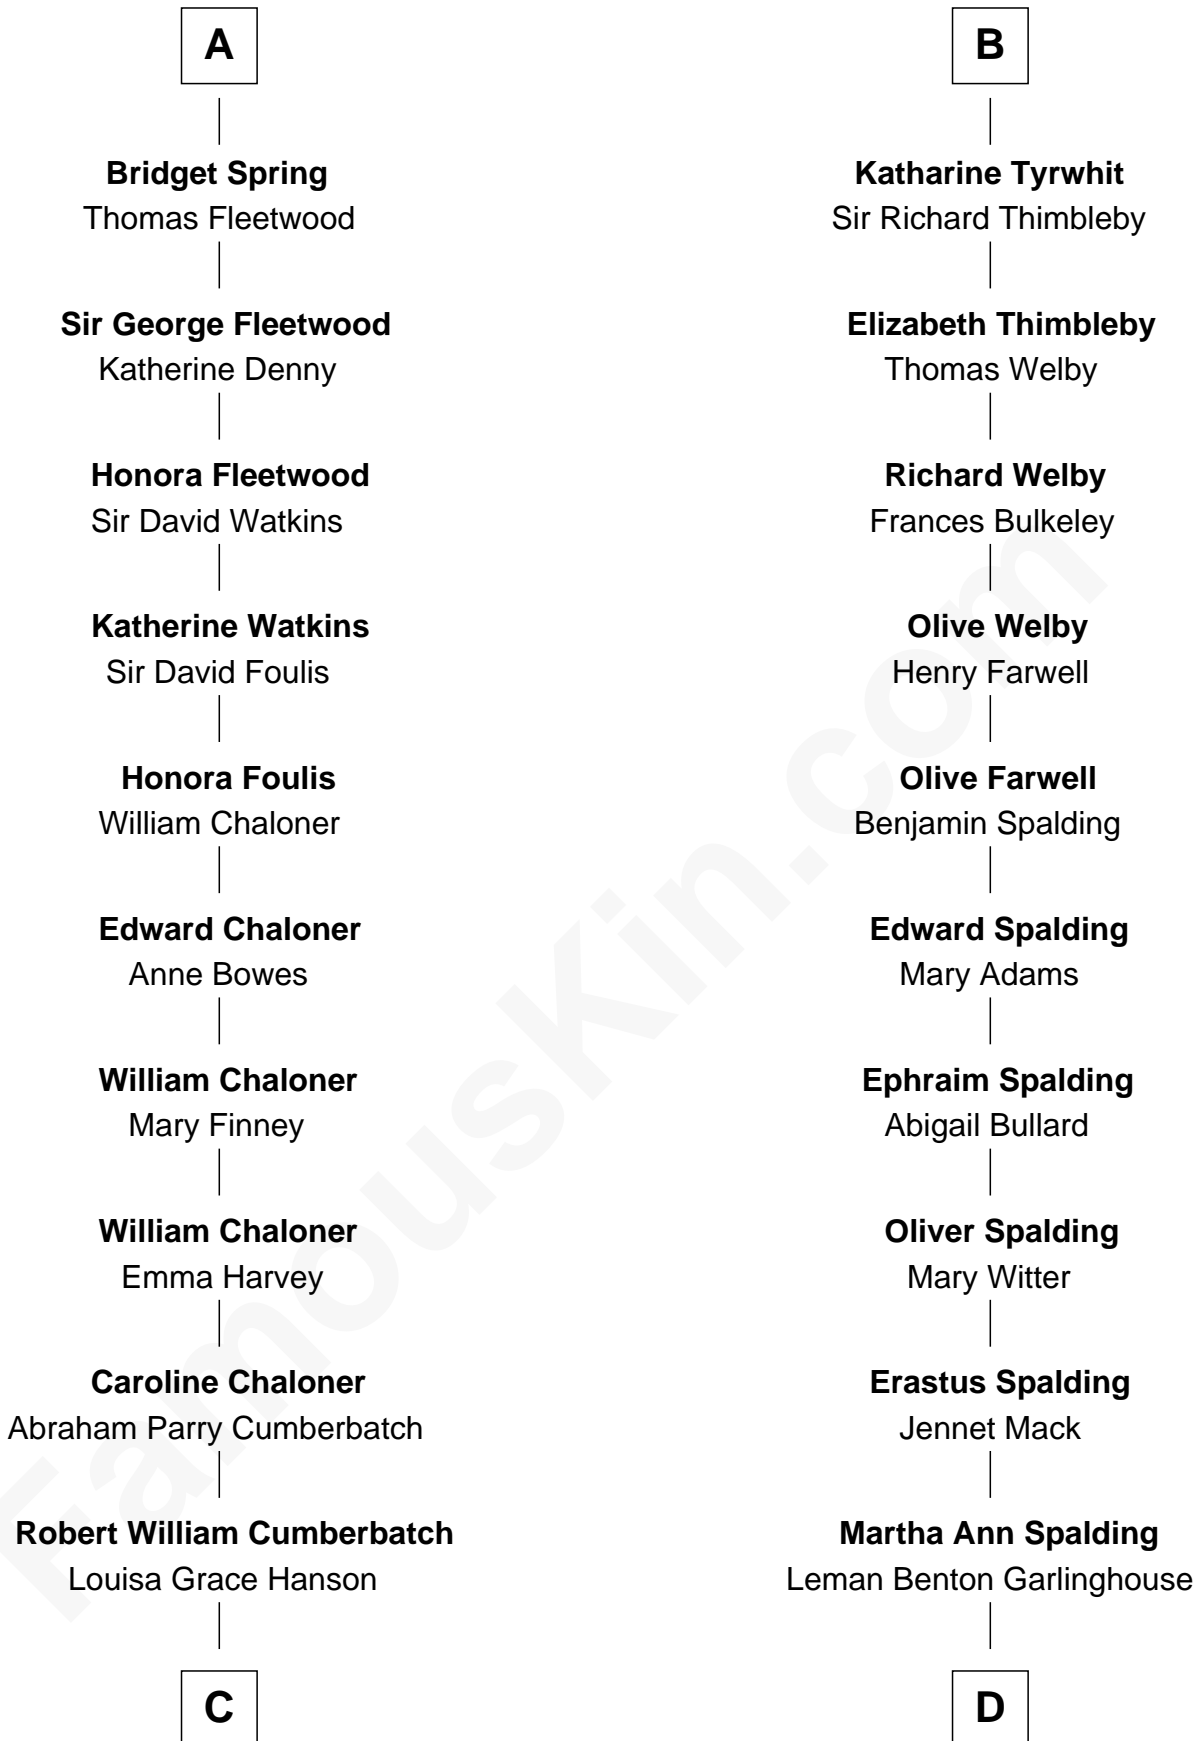 A
Bridget Spring
Thomas Fleetwood
Sir George Fleetwood
Katherine Denny
Honora Fleetwood
Sir David Watkins
Katherine Watkins
Sir David Foulis
Honora Foulis
William Chaloner
Edward Chaloner
Anne Bowes
William Chaloner
Mary Finney
William Chaloner
Emma Harvey
Caroline Chaloner
Abraham Parry Cumberbatch
Robert William Cumberbatch
Louisa Grace Hanson
C
B
Katharine Tyrwhit
Sir Richard Thimbleby
Elizabeth Thimbleby
Thomas Welby
Richard Welby
Frances Bulkeley
Olive Welby
Henry Farwell
Olive Farwell
Benjamin Spalding
Edward Spalding
Mary Adams
Ephraim Spalding
Abigail Bullard
Oliver Spalding
Mary Witter
Erastus Spalding
Jennet Mack
Martha Ann Spalding
Leman Benton Garlinghouse
D
FamousKin.com